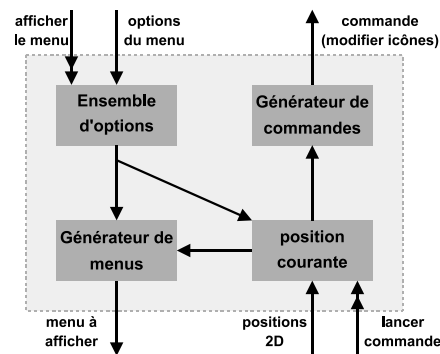 afficher
le menu
options
du menu
commande
(modifier icônes)
Ensemble
d'options
Générateur de
commandes
Générateur de
menus
position
courante
menu à
afficher
positions
2D
lancer
commande